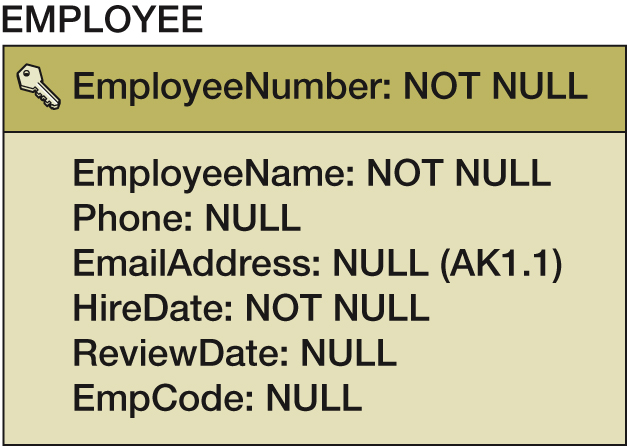 EMPLOYEE
EmployeeNumber: NOT NULL
EmployeeName: NOT NULL
Phone: NULL
EmailAddress: NULL (AK1.1)
HireDate: NOT NULL
ReviewDate: NULL
EmpCode: NULL